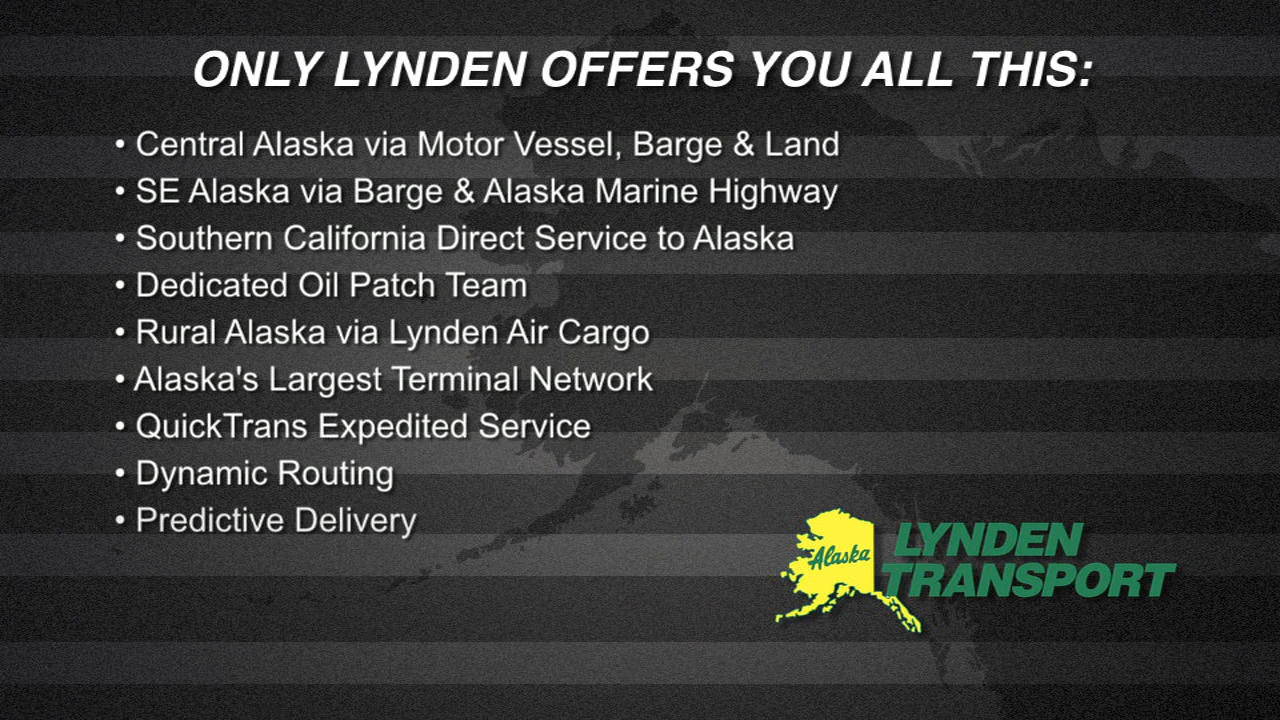 ONLY LYNDEN OFFERS YOU ALL THIS:
• Central Alaska via Motor Vessel, Barge & Land
• SE Alaska via Barge & Alaska Marine Highway
• Southern California Direct Service to Alaska
• Dedicated Oil Patch Team
• Rural Alaska via Lynden Air Cargo
• Alaska's Largest Terminal Network
• QuickTrans Expedited Service
• Dynamic Routing
• Predictive Delivery
Alaska
LYNDEN
TRANSPORT